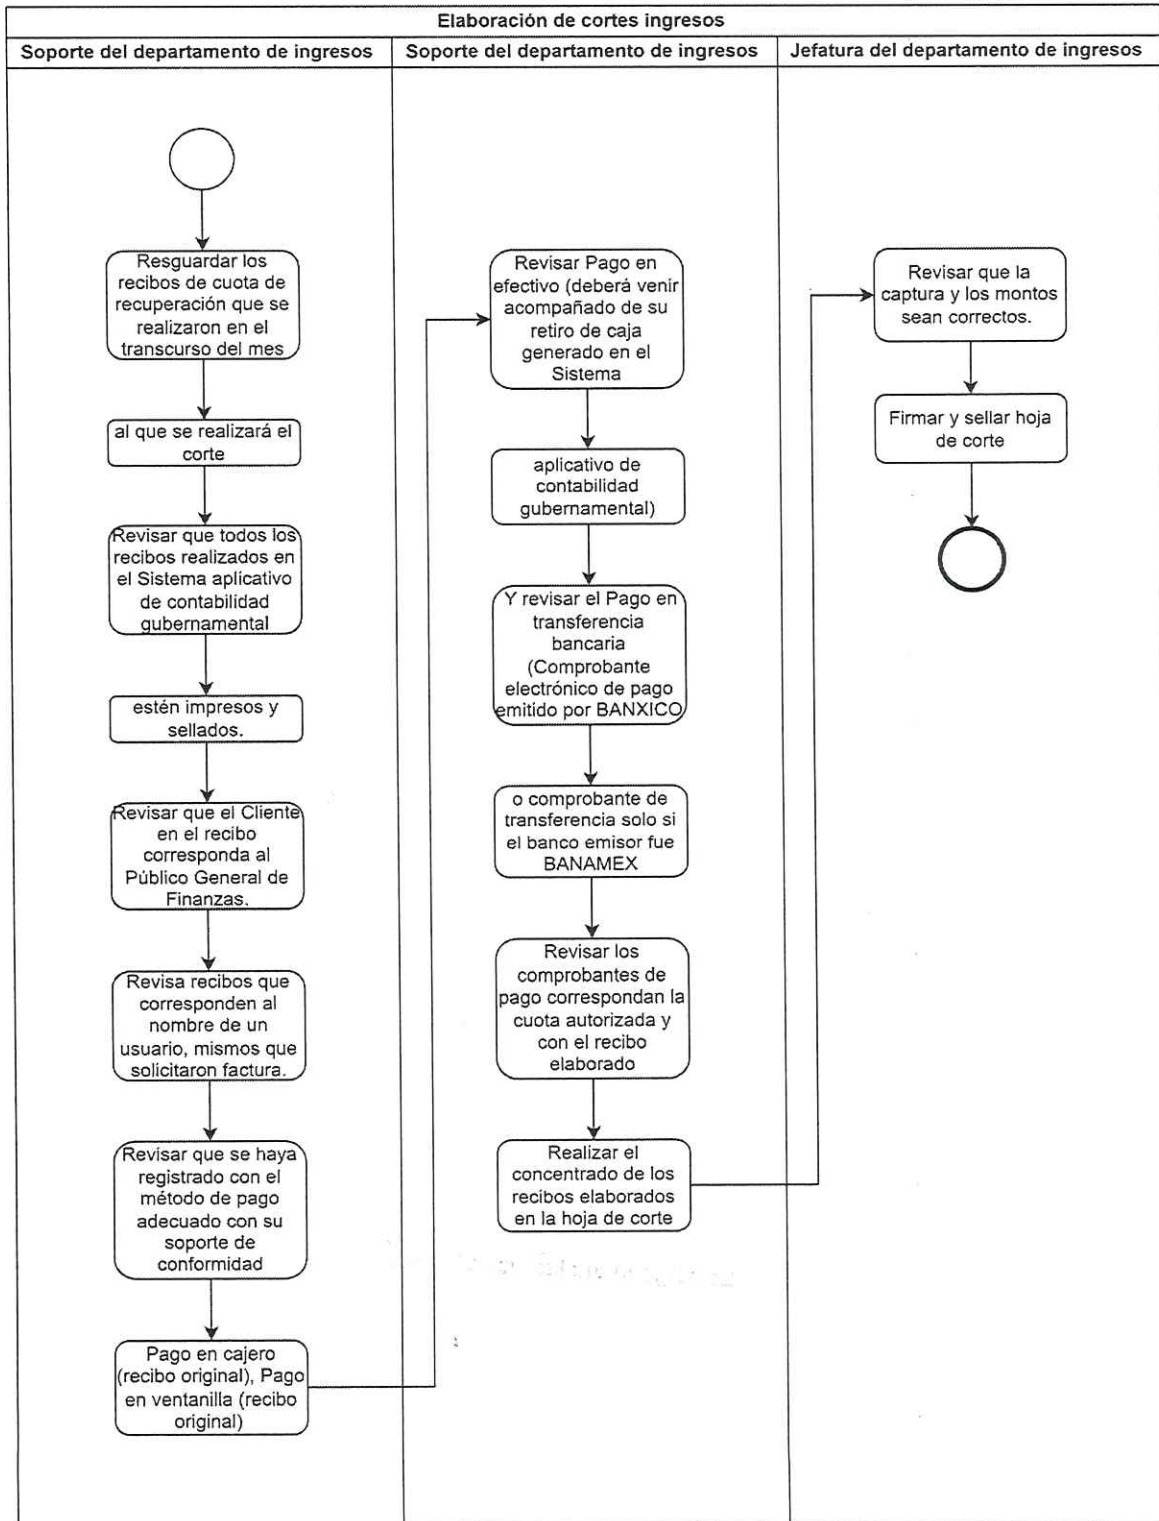 Elaboración de cortes ingresos
Soporte del departamento de ingresos
Soporte del departamento de ingresos
Jefatura del departamento de ingresos
Resguardar los
recibos de cuota de
recuperación que se
realizaron en el
transcurso del mes
al que se realizará el
corte
Revisar que todos los
recibos realizados en
el Sistema aplicativo
de contabilidad
gubernamental
estén impresos y
sellados.
Revisar que el Cliente
en el recibo
corresponda al
Público General de
Finanzas.
Revisa recibos que
corresponden al
nombre de un
usuario, mismos que
solicitaron factura.
Revisar que se haya
registrado con el
método de pago
adecuado con su
soporte de
conformidad
Pago en cajero
(recibo original), Pago
en ventanilla (recibo
original)
Revisar Pago en
efectivo (deberá venir
acompañado de su
retiro de caja
generado en el
Sistema
aplicativo de
contabilidad
gubernamental)
Y revisar el Pago en
transferencia
bancaria
(Comprobante
electrónico de pago
emitido por BANXICO
o comprobante de
transferencia solo si
el banco emisor fue
BANAMEX
Revisar los
comprobantes de
pago correspondan la
cuota autorizada y
con el recibo
elaborado
Realizar el
concentrado de los
recibos elaborados
en la hoja de corte
Revisar que la
captura y los montos
sean correctos.
Firmar y sellar hoja
de corte